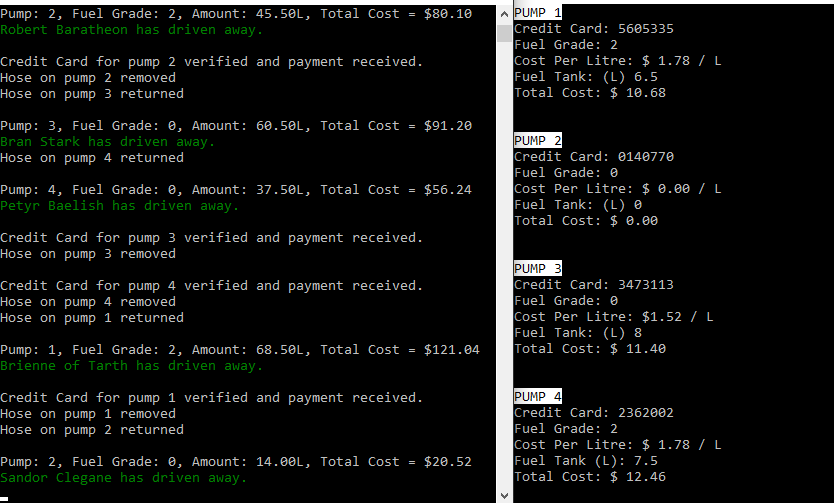 Pump: 2, Fuel Grade: 2, Amount: 45.50L, Total Cost = $80.10
Robert Baratheon has driven away.
Credit Card for pump 2 verified and payment received.
Hose on pump 2 removed
Hose on pump 3 returned
Pump: 3, Fuel Grade: 0, Amount: 60.50L, Total Cost = $91.20
Bran Stark has driven away.
Hose on pump 4 returned
Pump: 4, Fuel Grade: 0, Amount: 37.50L, Total Cost = $56.24
Petyr Baelish has driven away.
Credit Card for pump 3 verified and payment received.
Hose on pump 3 removed
Credit Card for pump 4 verified and payment received.
Hose on pump 4 removed
Hose on pump 1 returned
Pump: 1, Fuel Grade: 2, Amount: 68.50L, Total Cost = $121.04
Brienne of Tarth has driven away.
Credit Card for pump 1 verified and payment received.
Hose on pump 1 removed
Hose on pump 2 returned
Pump: 2, Fuel Grade: 0, Amount: 14.00L, Total Cost = $20.52
Sandor Clegane has driven away.
PUMP 1
Credit Card: 5605335
Fuel Grade: 2
Cost Per Litre: $ 1.78 / L
Fuel Tank: (L) 6.5
Total Cost: $ 10.68
PUMP 2
Credit Card: 0140770
Fuel Grade: 0
Cost Per Litre: $ 0.00 / L
Fuel Tank: (L) 0
Total Cost: $ 0.00
PUMP 3
Credit Card: 3473113
Fuel Grade: 0
Cost Per Litre: $1.52 / L
Fuel Tank: (L) 8
Total Cost: $ 11.40
PUMP 4
Credit Card: 2362002
Fuel Grade: 2
Cost Per Litre: $ 1.78 / L
Fuel Tank (L): 7.5
Total Cost: $ 12.46